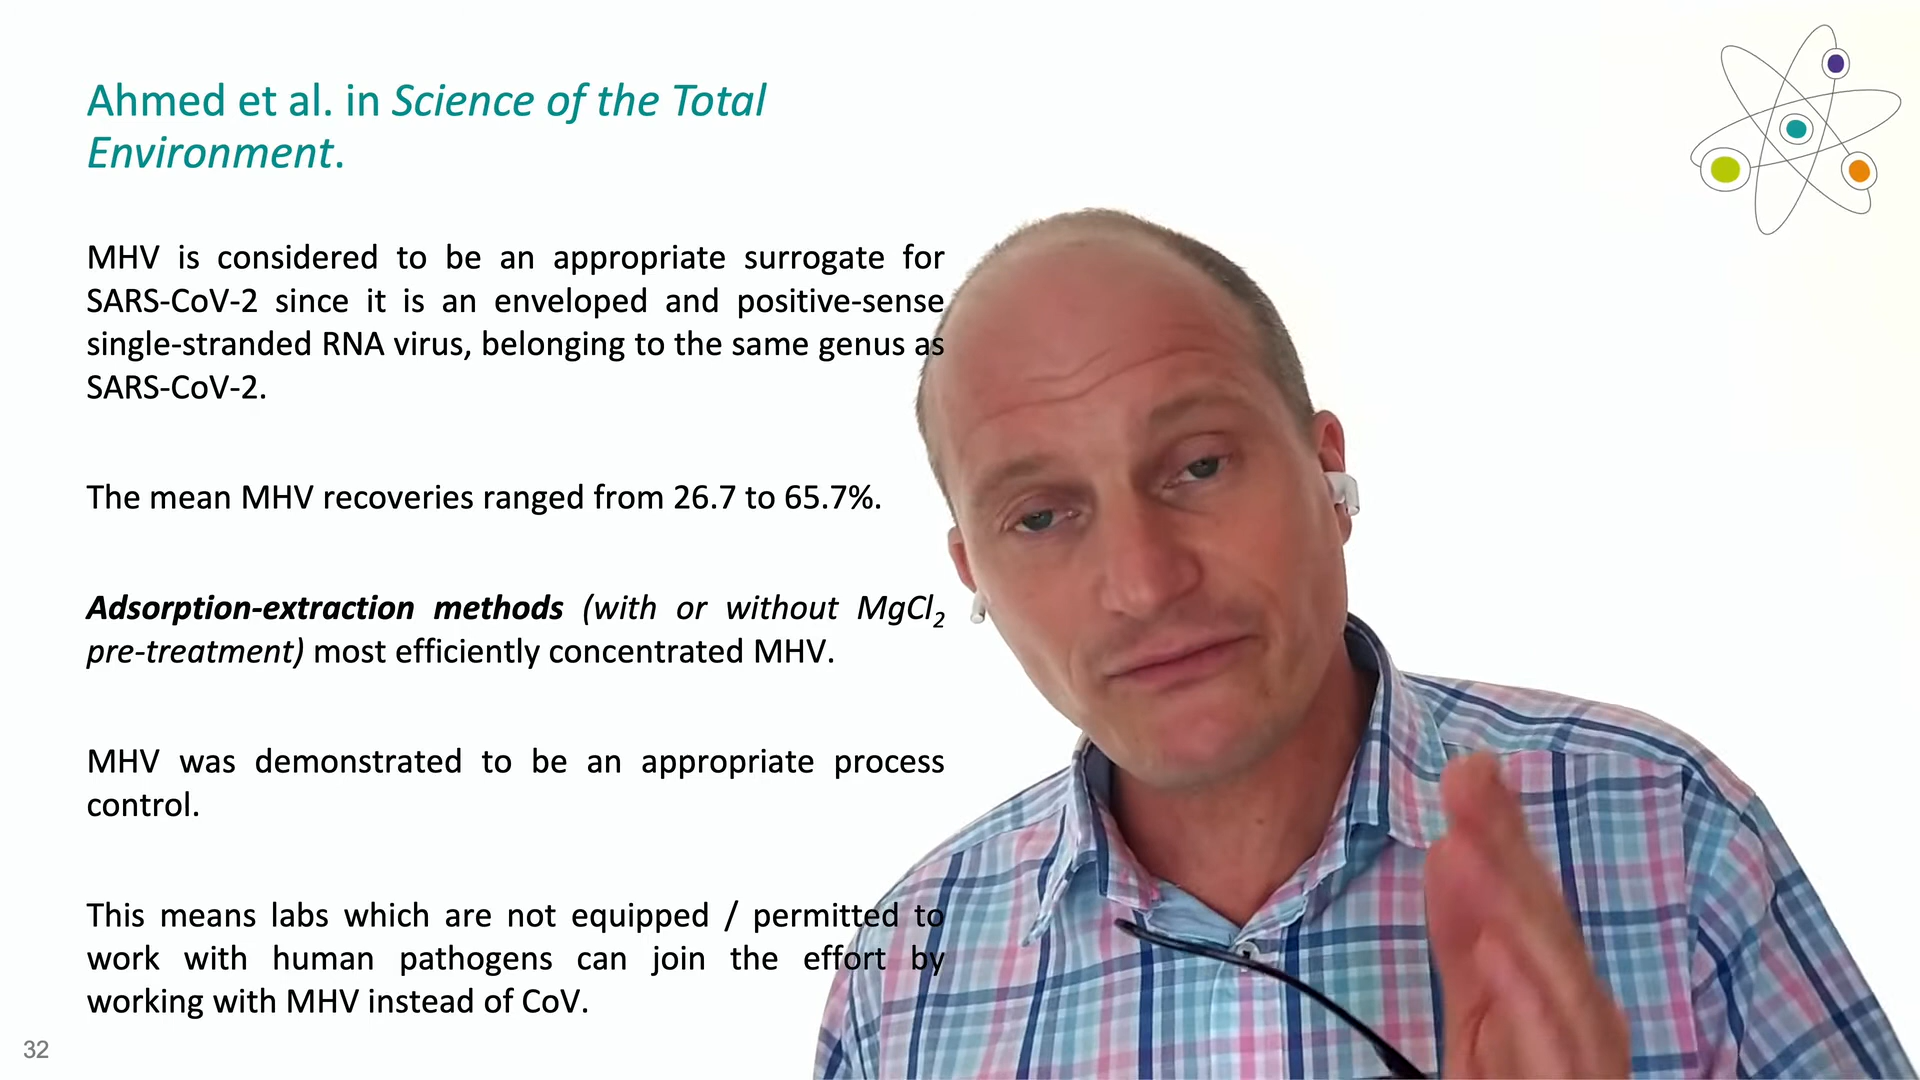 Ahmed et al. in Science of the Total
Environment.
MHV is considered to be an appropriate surrogate for
SARS-CoV-2 since it is an enveloped and positive-sense
single-stranded RNA virus, belonging to the same genus as
SARS-CoV-2.
The mean MHV recoveries ranged from 26.7 to 65.7%.
Adsorption-extraction methods (with or without MgCl₂
pre-treatment) most efficiently concentrated MHV.
MHV was demonstrated to be an appropriate process
control.
This means labs which are not equipped / permitted to
work with human pathogens can join the effort by
working with MHV instead of CoV.
32